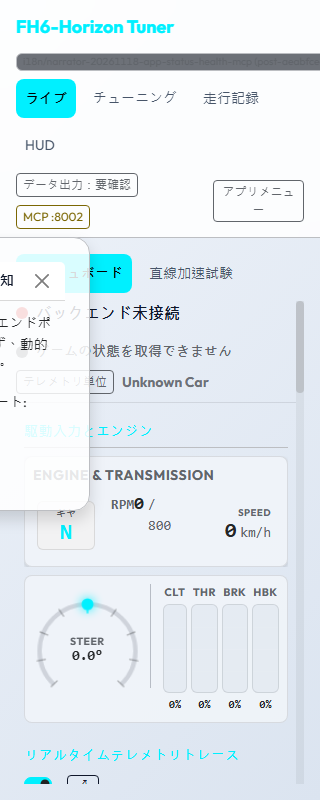 FH6-Horizon Tuner
ライブ
チューニング
走行記録
HUD
データ出力：要確認
MCP :8002
アプリメニュ
ー
知
ボード
直線加速試験
バックエンド未接続
エンドポ
ゲームの状態を取得できません
ず、動的
テレメトリ単位
Unknown Car
ート:
駆動入力とエンジン
ENGINE & TRANSMISSION
ギヤ
N
RPM 0 /
800
SPEED
0 km/h
STEER
0.0°
CLT THR BRK HBK
0% 0% 0% 0%
リアルタイムテレメトリトレース